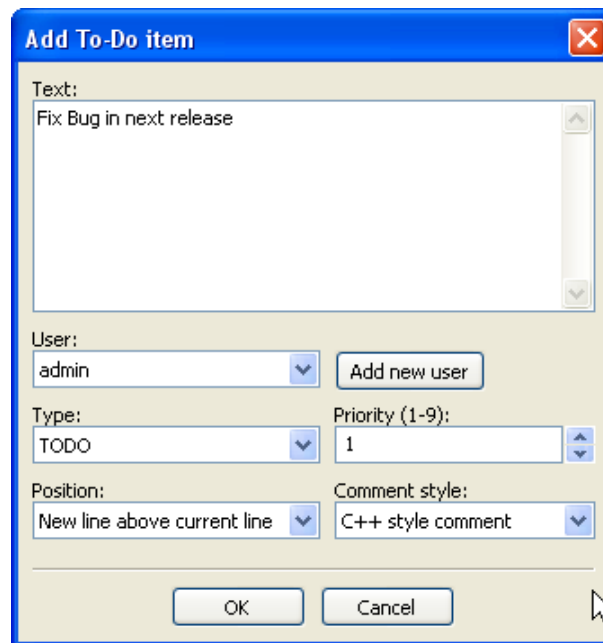 Add To-Do item
Text:
Fix Bug in next release
User:
admin
Add new user
Type:
Priority (1-9):
TODO
1
Position:
Comment style:
New line above current line
C++ style comment
OK
Cancel